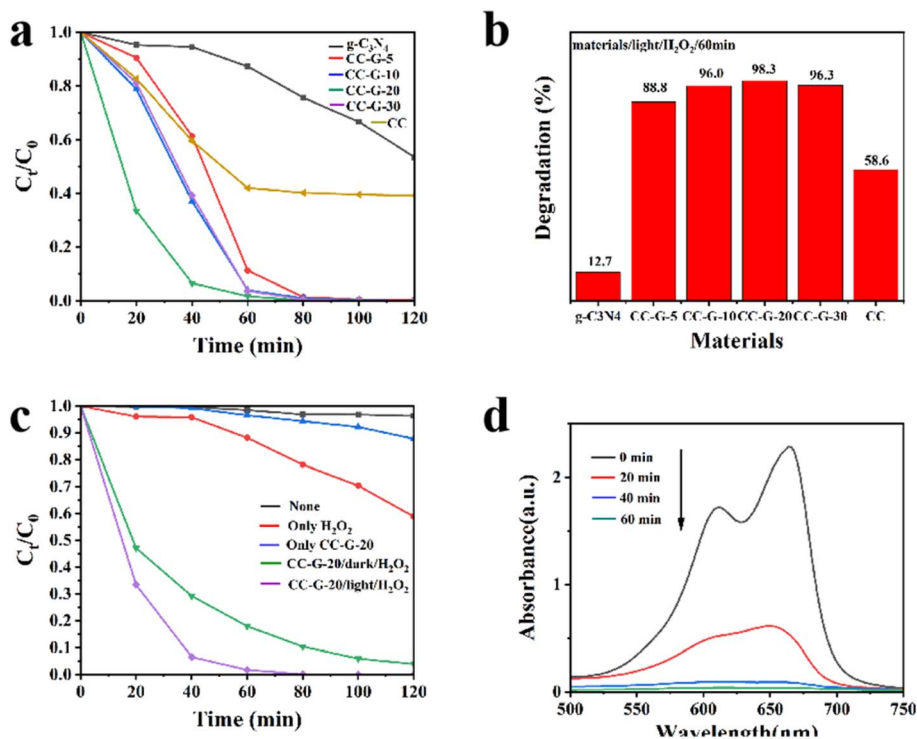 a
g-C₃N₄
CC-G-5
CC-G-10
CC-G-20
CC-G-30
CC
1.0
0.8
0.6
0.4
0.2
0.0
Cₜ/C₀
0 20 40 60 80 100 120
Time (min)
b
materials/light/H₂O₂/60min
12.7
88.8
96.0
98.3
96.3
58.6
Degradation (%)
g-C3N4 CC-G-5 CC-G-10 CC-G-20 CC-G-30 CC
Materials
c
1.0
0.9
0.8
0.7
0.6
0.5
0.4
0.3
0.2
0.1
0.0
Cₜ/C₀
None
Only H₂O₂
Only CC-G-20
CC-G-20/dark/H₂O₂
CC-G-20/light/H₂O₂
0 20 40 60 80 100 120
Time (min)
d
0 min
20 min
40 min
60 min
2
1
0
Absorbance(a.u.)
500 550 600 650 700 750
Wavelength(nm)